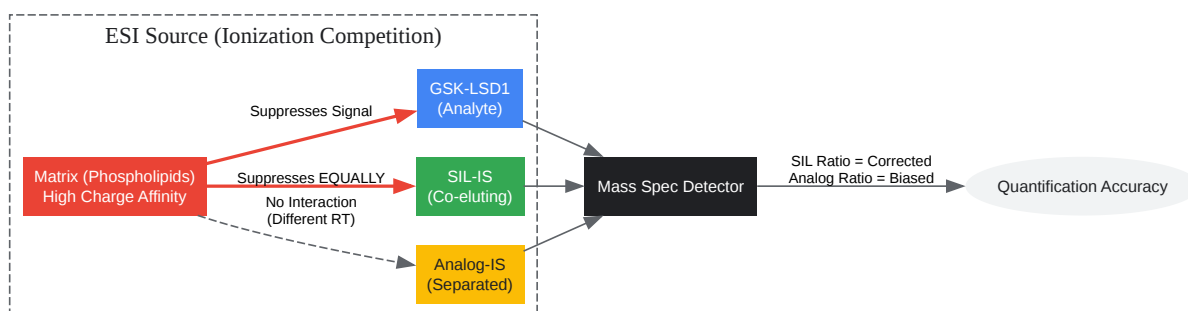 ESI Source (Ionization Competition)
GSK-LSD1
(Analyte)
Suppresses Signal
Matrix (Phospholipids)
High Charge Affinity
Suppresses EQUALLY
SIL-IS
(Co-eluting)
No Interaction
(Different RT)
Analog-IS
(Separated)
Mass Spec Detector
SIL Ratio = Corrected
Analog Ratio = Biased
Quantification Accuracy